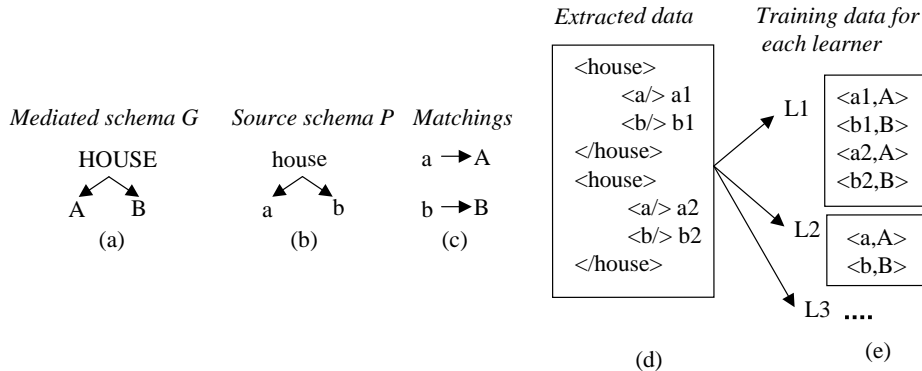 Extracted data
Training data for
each learner
Mediated schema G
HOUSE
A B
(a)
Source schema P
house
a b
(b)
Matchings
a A
b B
(c)
<house>
<a/> a1
<b/> b1
</house>
<house>
<a/> a2
<b/> b2
</house>
(d)
L1
<a1,A>
<b1,B>
<a2,A>
<b2,B>
L2
<a,A>
<b,B>
L3 ....
(e)